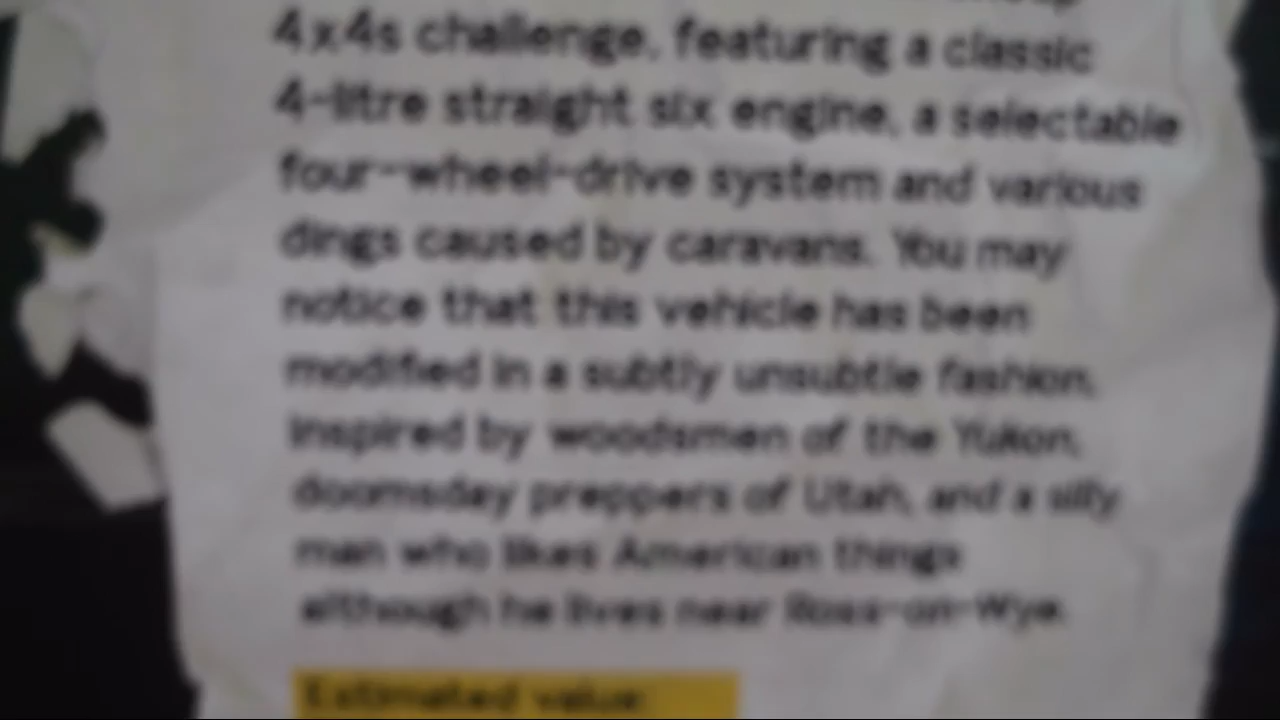 4x4s challenge, featuring a classic
4-litre straight six engine, a selectable
four-wheel-drive system and various
dings caused by caravans. You may
notice that this vehicle has been
modified in a subtly unsubtle fashion,
inspired by woodsmen of the Yukon,
doomsday preppers of Utah, and a silly
man who likes American things
although he lives near Ross-on-Wye.
Estimated value